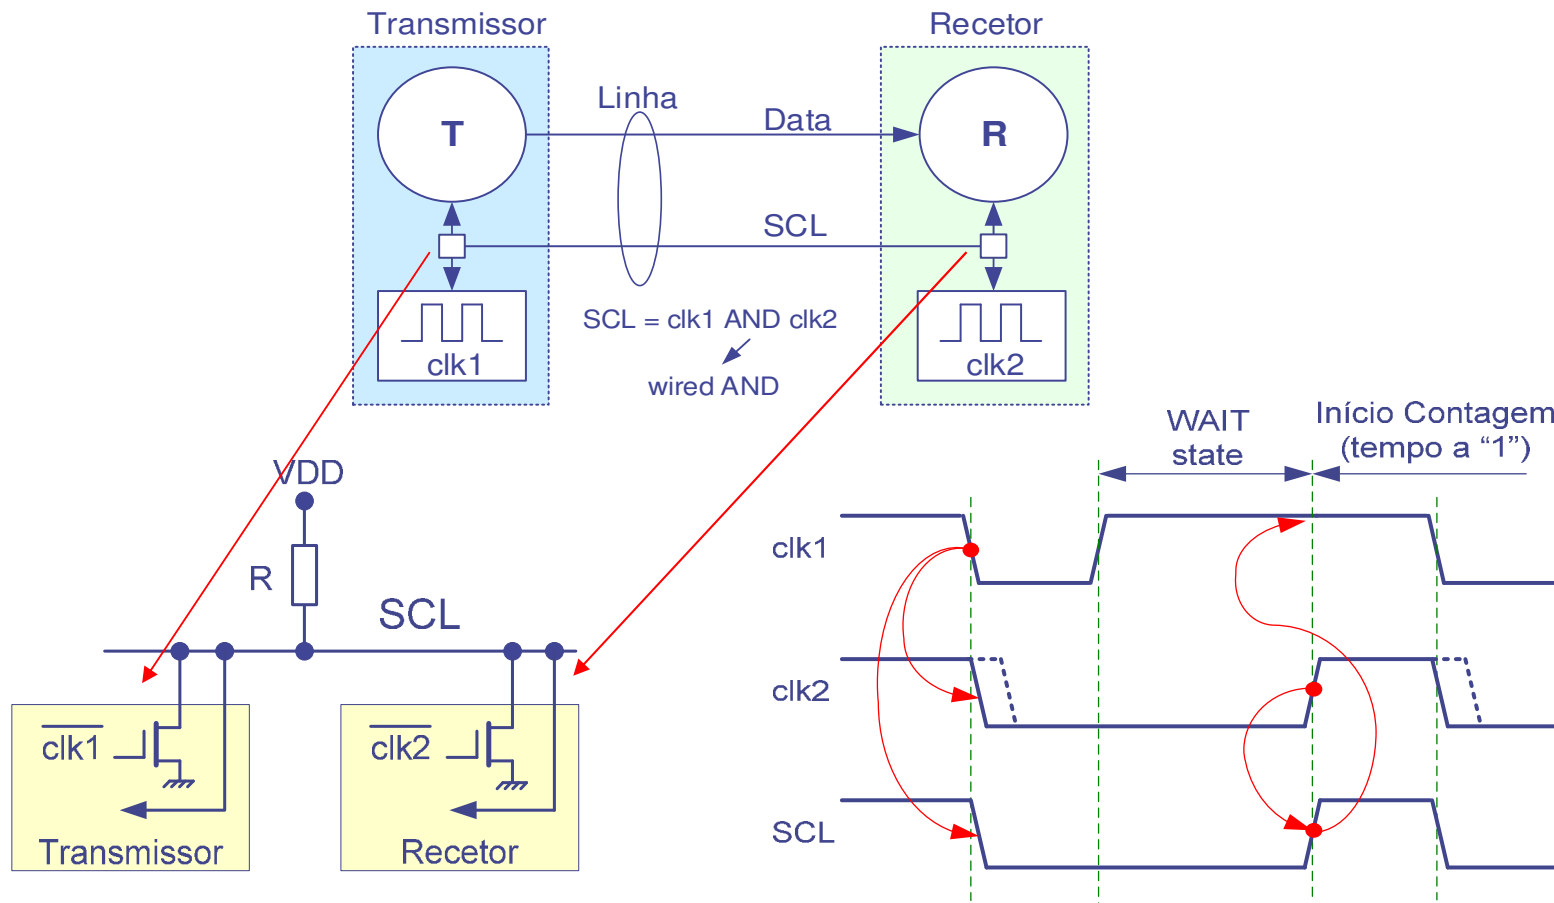 Transmissor
Recetor
Linha
Data
T
R
SCL
SCL = clk1 AND clk2
wired AND
clk1
clk2
VDD
R
SCL
clk1
clk2
Transmissor
Recetor
WAIT
state
Início Contagem
(tempo a “1”)
clk1
clk2
SCL